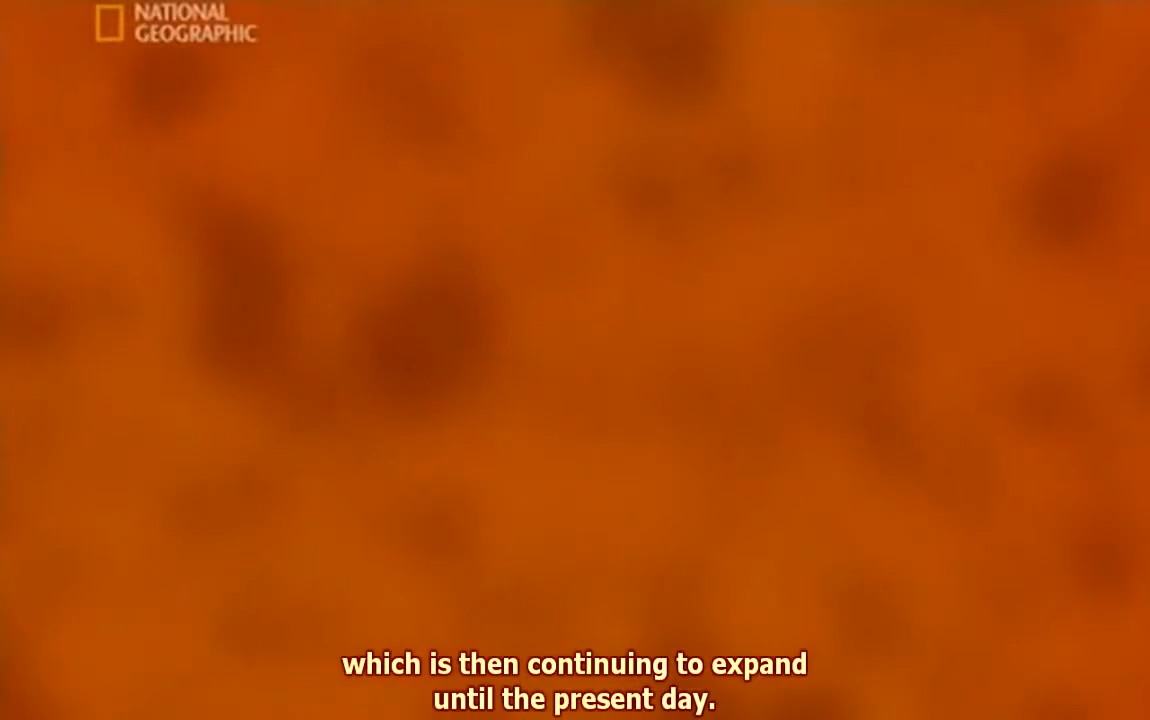 NATIONAL
GEOGRAPHIC
which is then continuing to expand
until the present day.